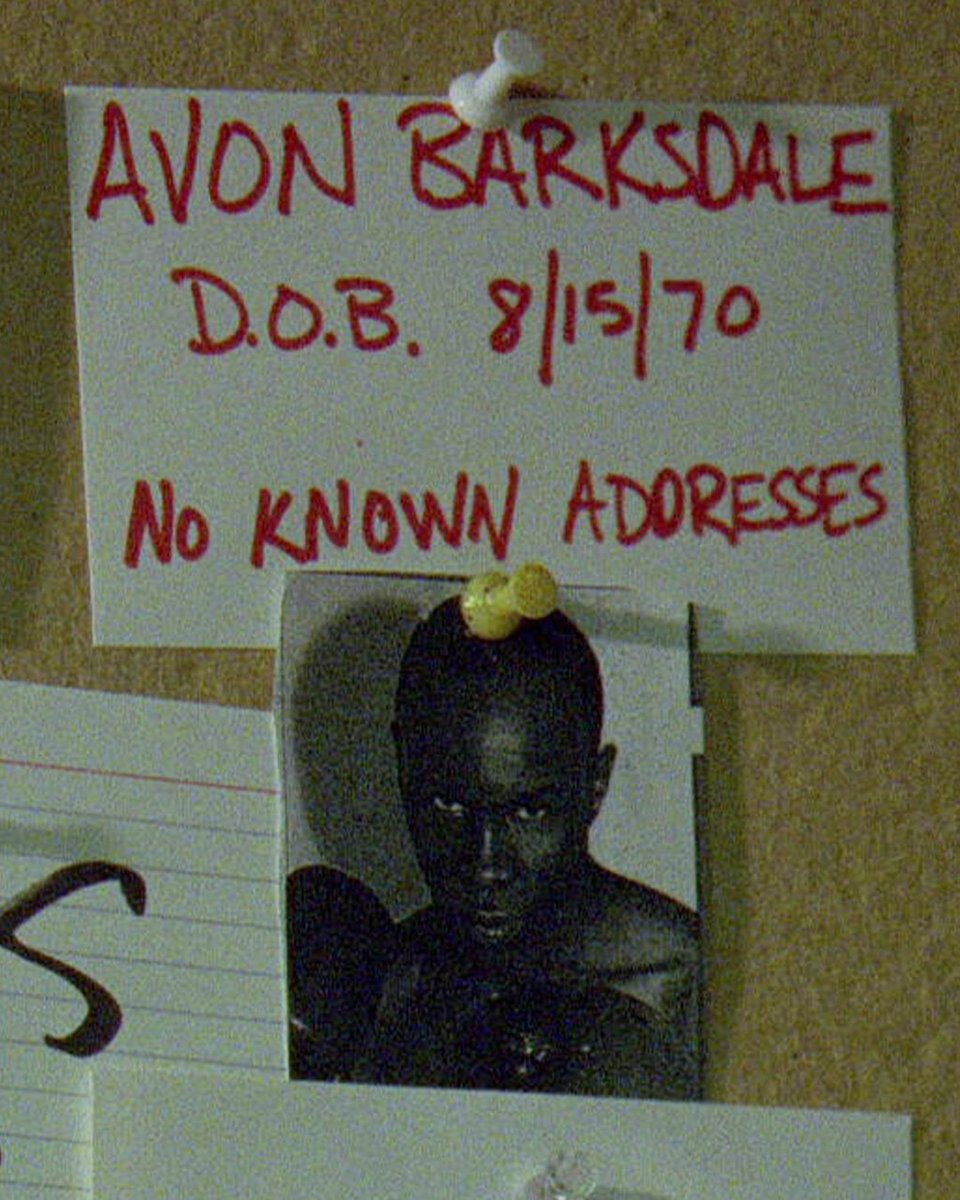 AVON BARKSDALE
D.O.B. 8/15/70
NO KNOWN ADDRESSES
S